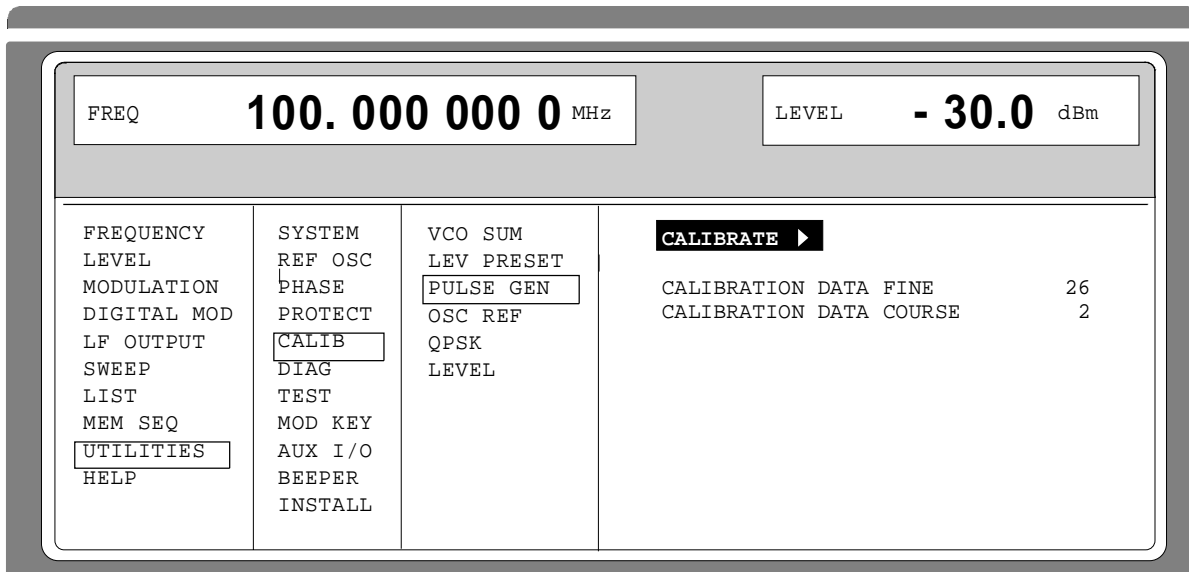 FREQ 100. 000 000 0 MHz
LEVEL - 30.0 dBm
FREQUENCY
LEVEL
MODULATION
DIGITAL MOD
LF OUTPUT
SWEEP
LIST
MEM SEQ
UTILITIES
HELP
SYSTEM
REF OSC
PHASE
PROTECT
CALIB
DIAG
TEST
MOD KEY
AUX I/O
BEEPER
INSTALL
VCO SUM
LEV PRESET
PULSE GEN
OSC REF
QPSK
LEVEL
CALIBRATE
CALIBRATION DATA FINE 26
CALIBRATION DATA COURSE 2